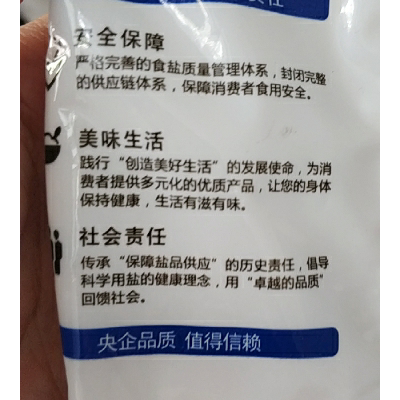 责任
安全保障
严格完善的食盐质量管理体系，封闭完整
的供应链体系，保障消费者食用安全。
美味生活
践行“创造美好生活”的发展使命，为消
费者提供多元化的优质产品，让您的身体
保持健康，生活有滋有味。
社会责任
传承“保障盐品供应”的历史责任，倡导
科学用盐的健康理念，用“卓越的品质”
回馈社会。
央企品质 值得信赖